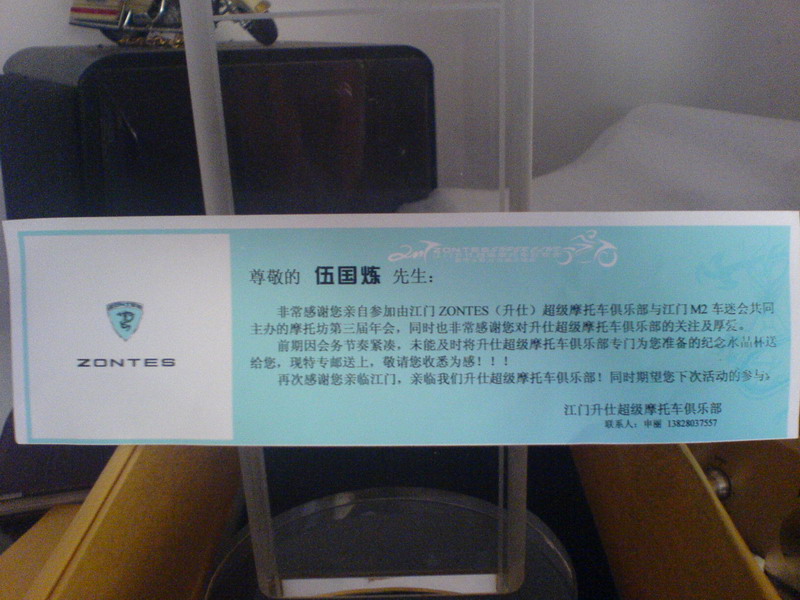 ZONTES
ZONTES
尊敬的 伍国炼 先生：
非常感谢您亲自参加由江门 ZONTES（升仕）超级摩托车俱乐部与江门 M2 车迷会共同
主办的摩托坊第三届年会，同时也非常感谢您对升仕超级摩托车俱乐部的关注及厚爱。
前期因会务节奏紧凑，未能及时将升仕超级摩托车俱乐部专门为您准备的纪念水晶杯送
给您，现特专邮送上，敬请您收悉为感！！！
再次感谢您亲临江门，亲临我们升仕超级摩托车俱乐部！同时期望您下次活动的参与。
江门升仕超级摩托车俱乐部
联系人：申丽 13828037557